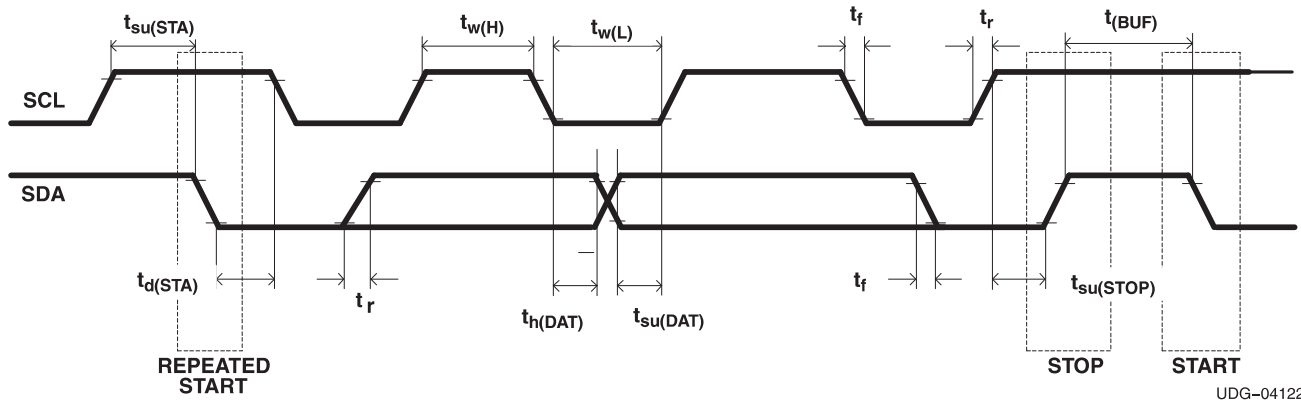 tsu(STA)
tw(H)
tw(L)
tf
tr
t(BUF)
SCL
SDA
td(STA)
tr
th(DAT)
tsu(DAT)
tf
tsu(STOP)
REPEATED
START
STOP
START
UDG–04122